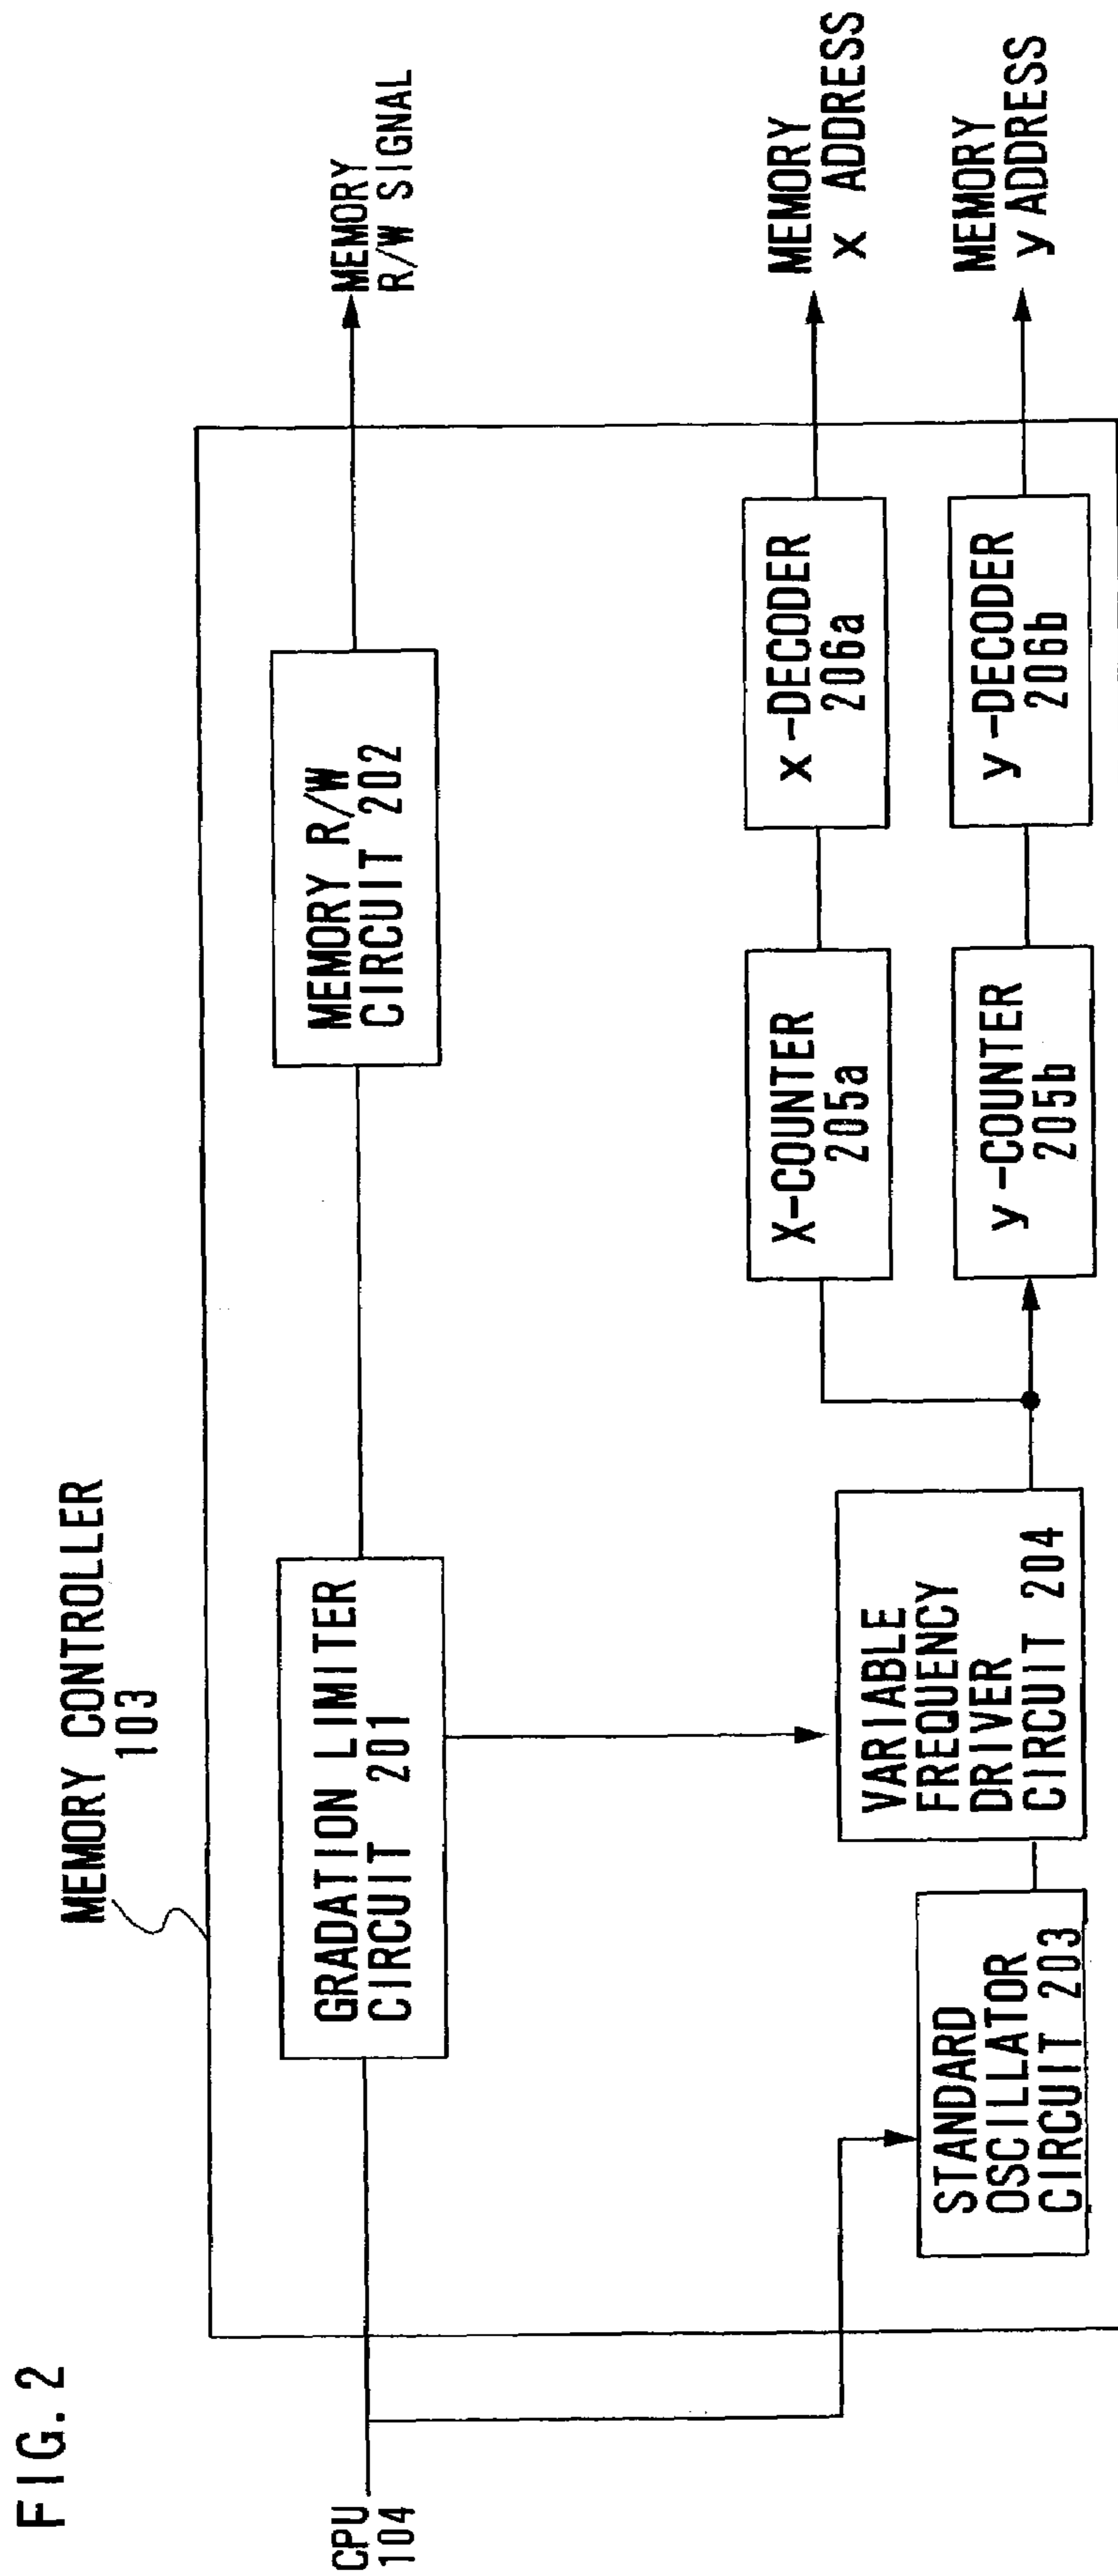 FIG. 2
MEMORY CONTROLLER
103
CPU
104
GRADATION LIMITER
CIRCUIT 201
MEMORY R/W
CIRCUIT 202
MEMORY
R/W SIGNAL
STANDARD
OSCILLATOR
CIRCUIT 203
VARIABLE
FREQUENCY
DRIVER
CIRCUIT 204
X-COUNTER
205a
x-DECODER
206a
MEMORY
x ADDRESS
y-COUNTER
205b
y-DECODER
206b
MEMORY
y ADDRESS